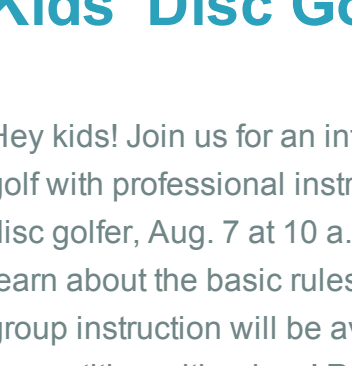 Kids' Disc Go
Hey kids! Join us for an in
golf with professional instr
disc golfer, Aug. 7 at 10 a.
earn about the basic rules
group instruction will be av